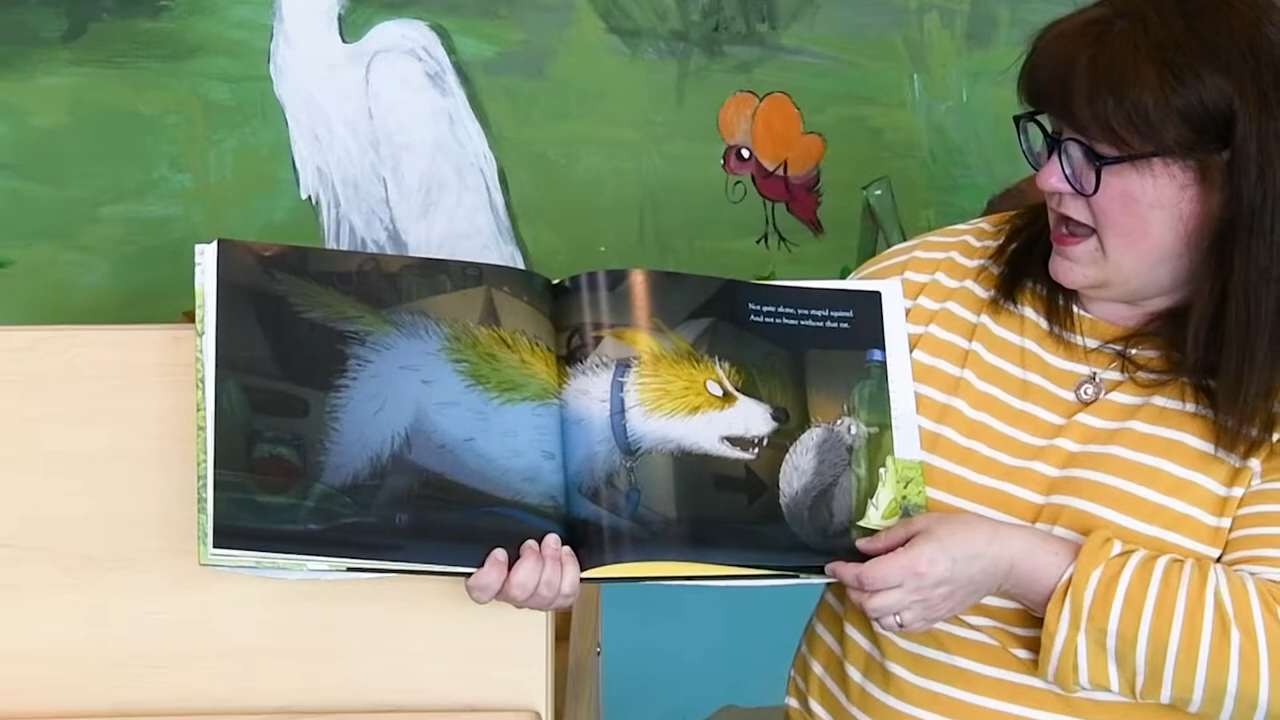 Not quite alone, you stupid squirrel
And not so brave without that rat.